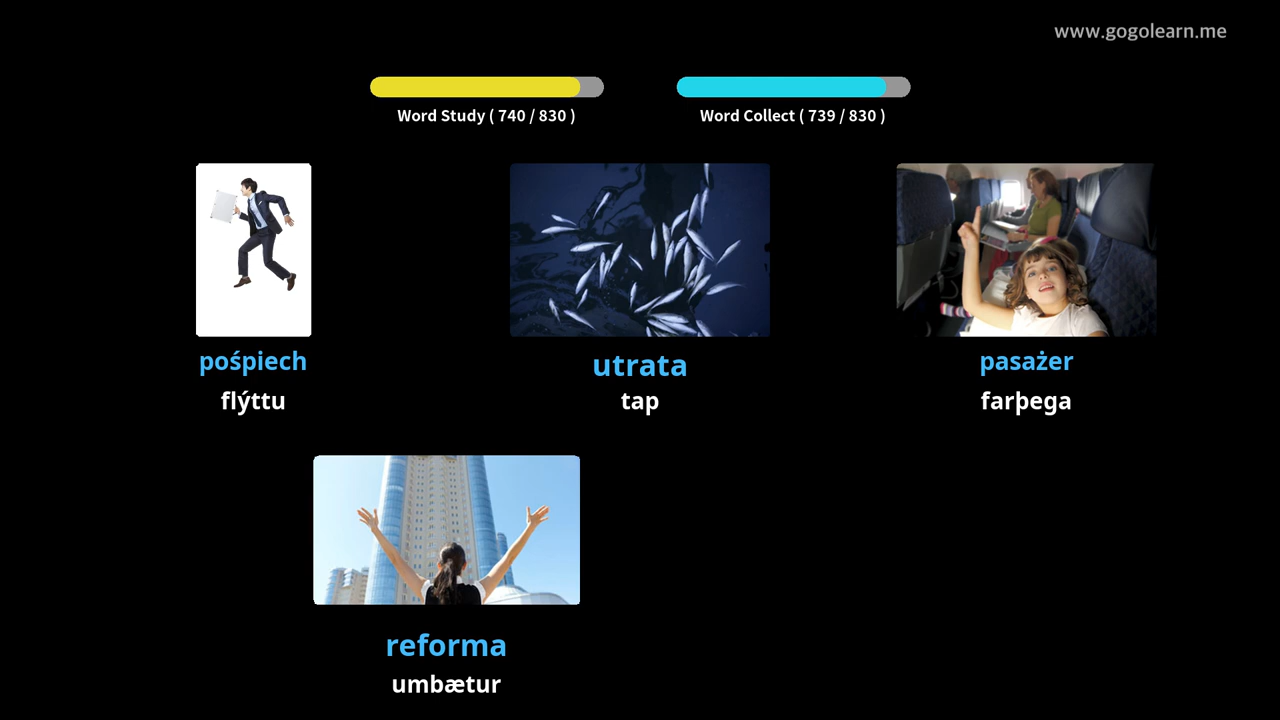 www.gogolearn.me
Word Study ( 740 / 830 )
Word Collect ( 739 / 830 )
pośpiech
flýttu
utrata
tap
pasażer
farþega
reforma
umbætur